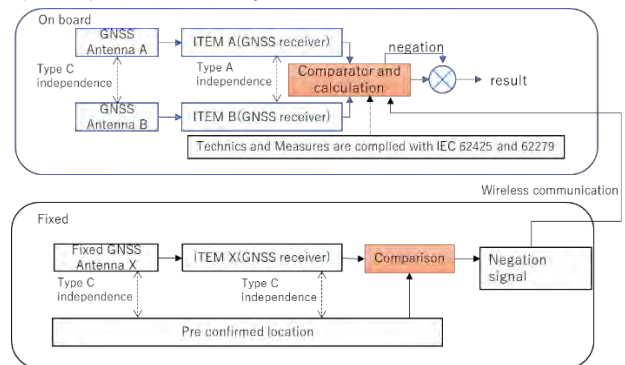 On board
GNSS
Antenna A
ITEM A(GNSS receiver)
negation
Type C
independence
Type A
independence
Comparator and
calculation
result
GNSS
Antenna B
ITEM B(GNSS receiver)
Technics and Measures are complied with IEC 62425 and 62279
Wireless communication
Fixed
Fixed GNSS
Antenna X
ITEM X(GNSS receiver)
Comparison
Negation
signal
Type C
independence
Type C
independence
Pre confirmed location